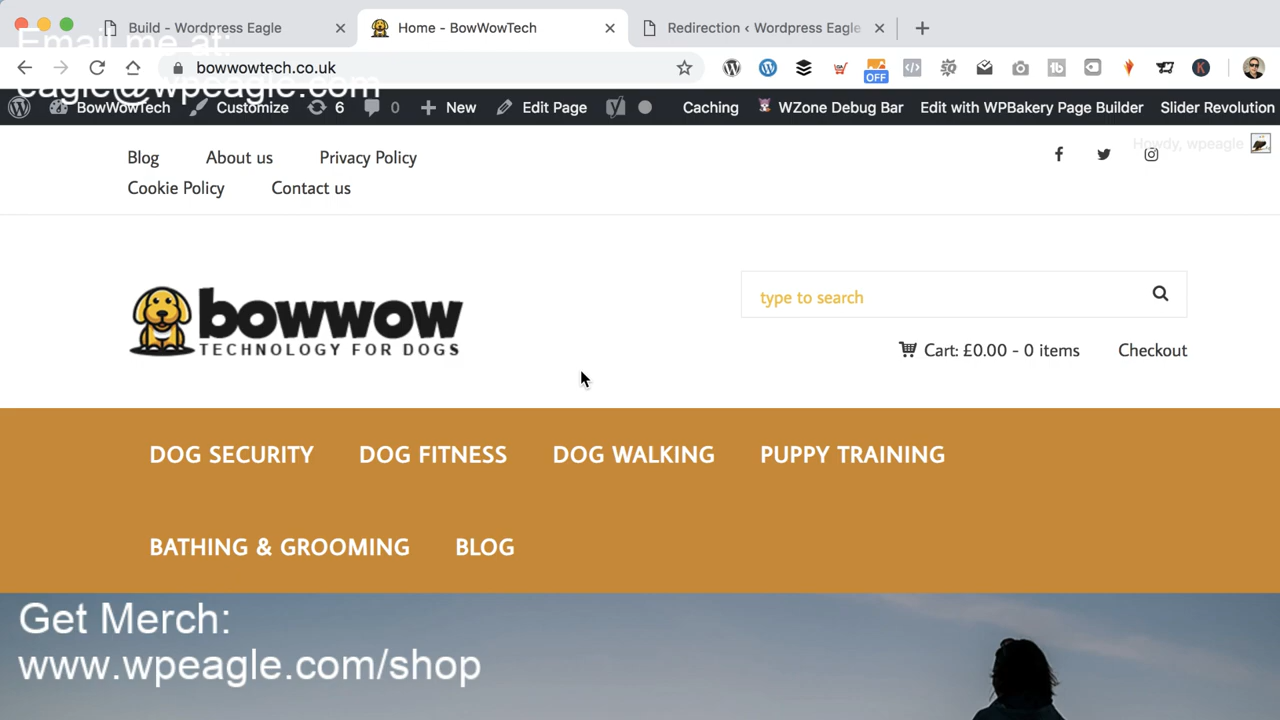 Build - Wordpress Eagle
Home - BowWowTech
Redirection ‹ Wordpress Eagle
Email me at:
eagle@wpeagle.com
bowwowtech.co.uk
OFF
BowWowTech Customize 6 0 New Edit Page Caching WZone Debug Bar Edit with WPBakery Page Builder Slider Revolution
Howdy, wpeagle
Blog About us Privacy Policy
Cookie Policy Contact us
type to search
bowwow
TECHNOLOGY FOR DOGS
Cart: £0.00 - 0 items Checkout
DOG SECURITY DOG FITNESS DOG WALKING PUPPY TRAINING
BATHING & GROOMING BLOG
Get Merch:
www.wpeagle.com/shop